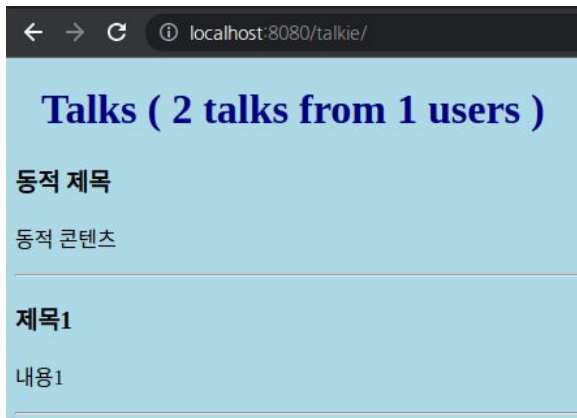 localhost:8080/talkie/
Talks ( 2 talks from 1 users )
동적 제목
동적 콘텐츠
제목1
내용1